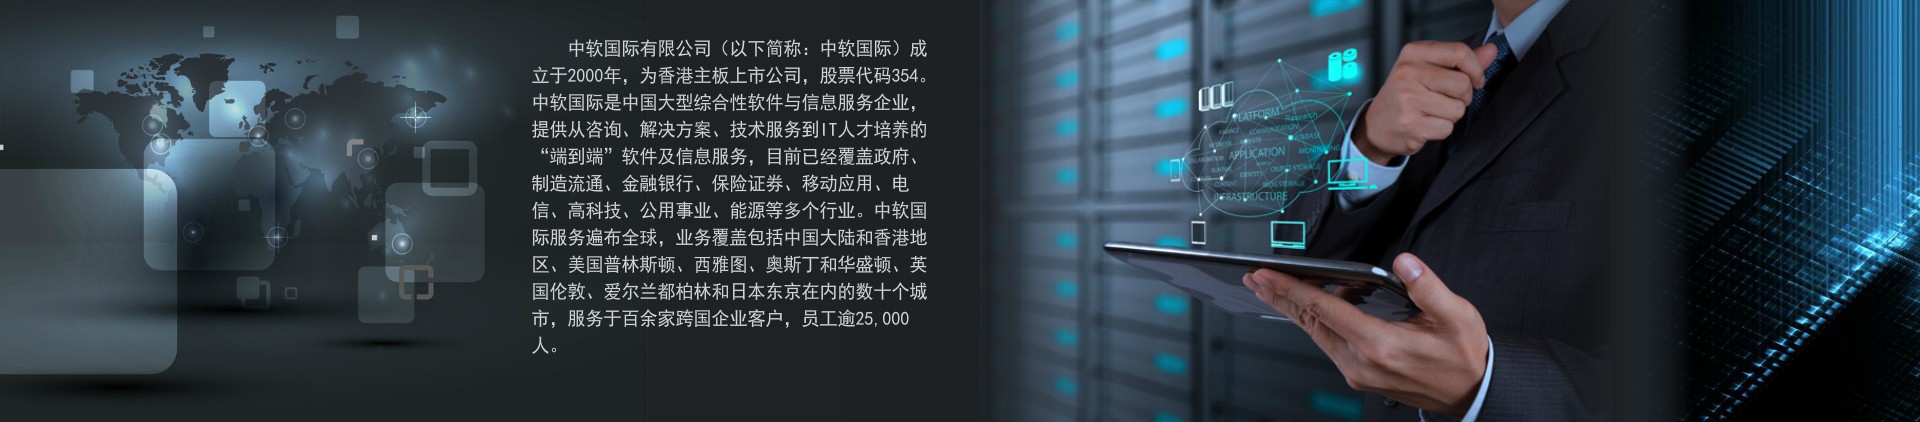 中软国际有限公司（以下简称：中软国际）成
立于2000年，为香港主板上市公司，股票代码354。
中软国际是中国大型综合性软件与信息服务企业，
提供从咨询、解决方案、技术服务到IT人才培养的
“端到端”软件及信息服务，目前已经覆盖政府、
制造流通、金融银行、保险证券、移动应用、电
信、高科技、公用事业、能源等多个行业。中软国
际服务遍布全球，业务覆盖包括中国大陆和香港地
区、美国普林斯顿、西雅图、奥斯丁和华盛顿、英
国伦敦、爱尔兰都柏林和日本东京在内的数十个城
市，服务于百余家跨国企业客户，员工逾25,000
人。
PLATFORM
Research
COMMUNICATION
DATABASE
MONITORING
COLLABORATION
APPLICATION
OBJECT STORAGE
IDENTITY
RUNTIME
BLOCK STORAGE
INFRASTRUCTURE